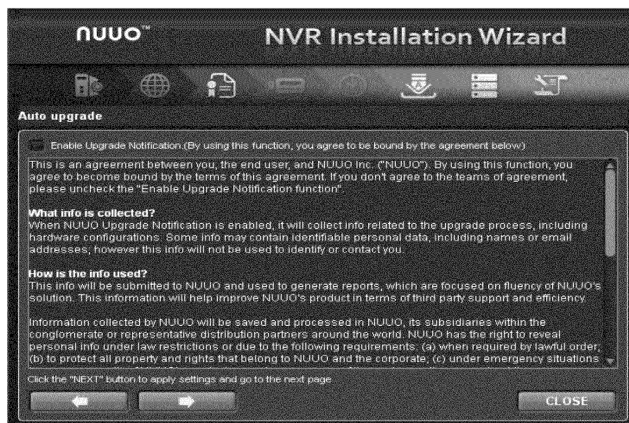 nuuo™
NVR Installation Wizard
Auto upgrade
Enable Upgrade Notification.(By using this function, you agree to be bound by the agreement below)
This is an agreement between you, the end user, and NUUO Inc. ("NUUO"). By using this function, you
agree to become bound by the terms of this agreement. If you don't agree to the teams of agreement,
please uncheck the "Enable Upgrade Notification function".
What info is collected?
When NUUO Upgrade Notification is enabled, it will collect info related to the upgrade process, including
hardware configurations. Some info may contain identifiable personal data, including names or email
addresses; however this info will not be used to identify or contact you.
How is the info used?
This info will be submitted to NUUO and used to generate reports, which are focused on fluency of NUUO's
solution. This information will help improve NUUO's product in terms of third party support and efficiency.
Information collected by NUUO will be saved and processed in NUUO, its subsidiaries within the
conglomerate or representative distribution partners around the world. NUUO has the right to reveal
personal info under law restrictions or due to the following requirements: (a) when required by lawful order;
(b) to protect all property and rights that belong to NUUO and the corporate; (c) under emergency situations
Click the "NEXT" button to apply settings and go to the next page
CLOSE